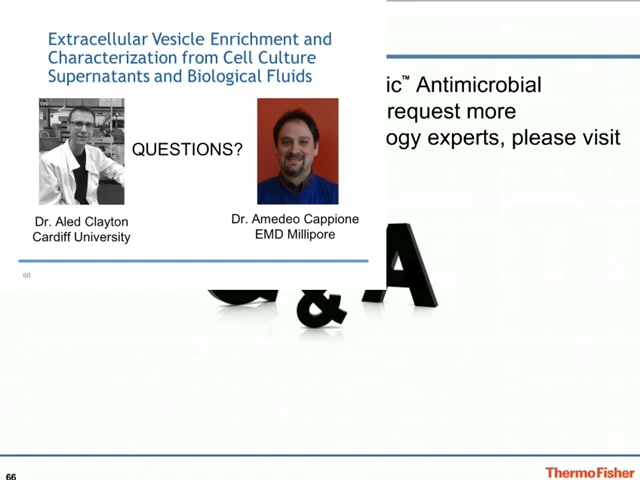 Extracellular Vesicle Enrichment and
Characterization from Cell Culture
Supernatants and Biological Fluids
QUESTIONS?
Dr. Aled Clayton
Cardiff University
Dr. Amedeo Cappione
EMD Millipore
60
ic™ Antimicrobial
request more
ogy experts, please visit
Q & A
66
ThermoFisher